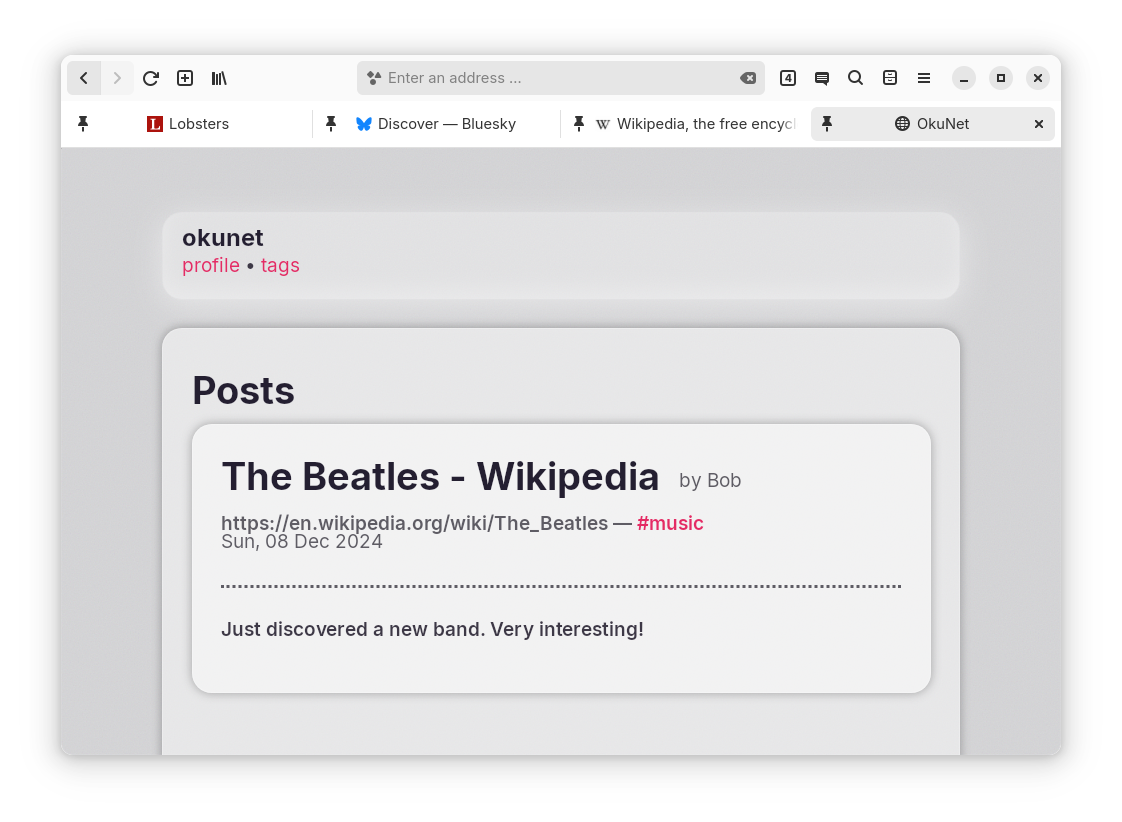 Enter an address ...
4
L Lobsters
Discover — Bluesky
W Wikipedia, the free encycl
OkuNet
okunet
profile • tags
Posts
The Beatles - Wikipedia by Bob
https://en.wikipedia.org/wiki/The_Beatles — #music
Sun, 08 Dec 2024
Just discovered a new band. Very interesting!